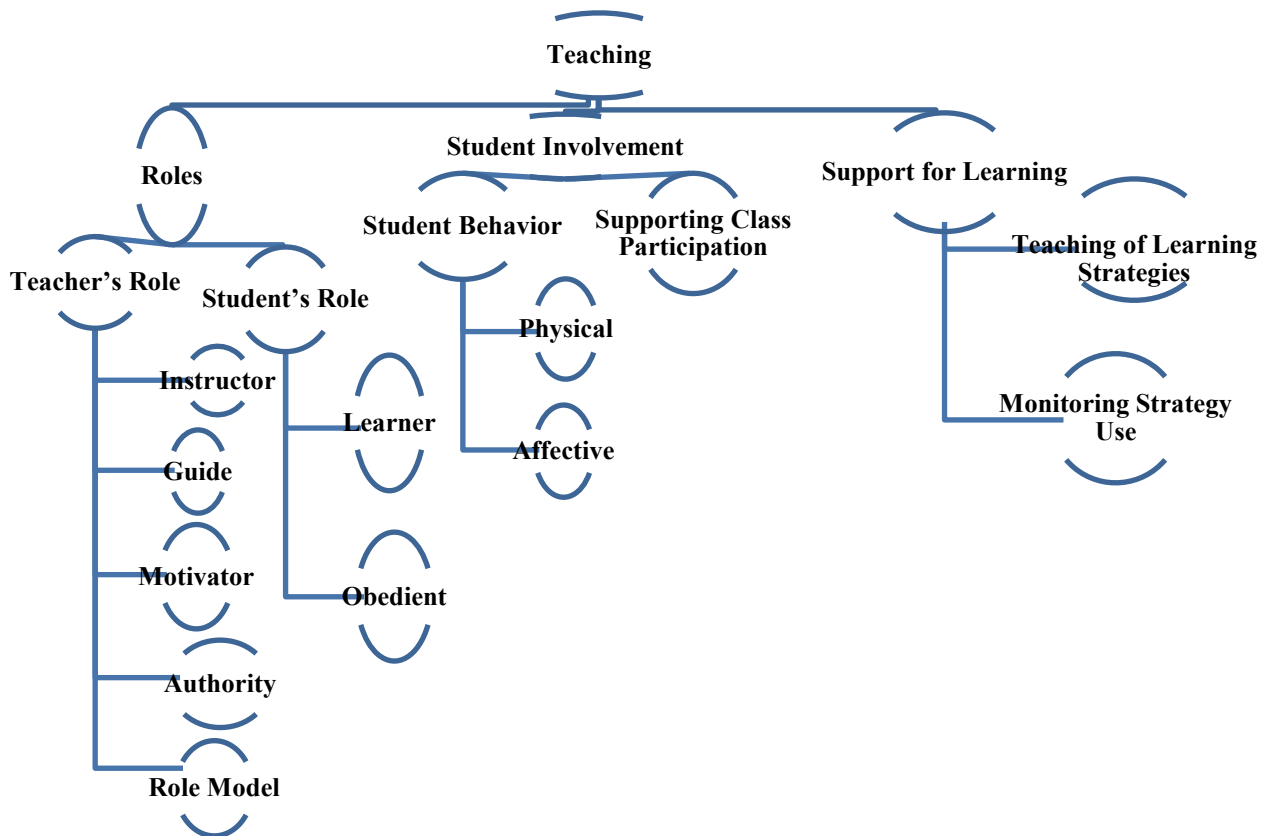 Teaching
Roles
Student Involvement
Support for Learning
Teacher’s Role
Student’s Role
Student Behavior
Supporting Class
Participation
Teaching of Learning
Strategies
Instructor
Guide
Motivator
Authority
Role Model
Learner
Obedient
Physical
Affective
Monitoring Strategy
Use